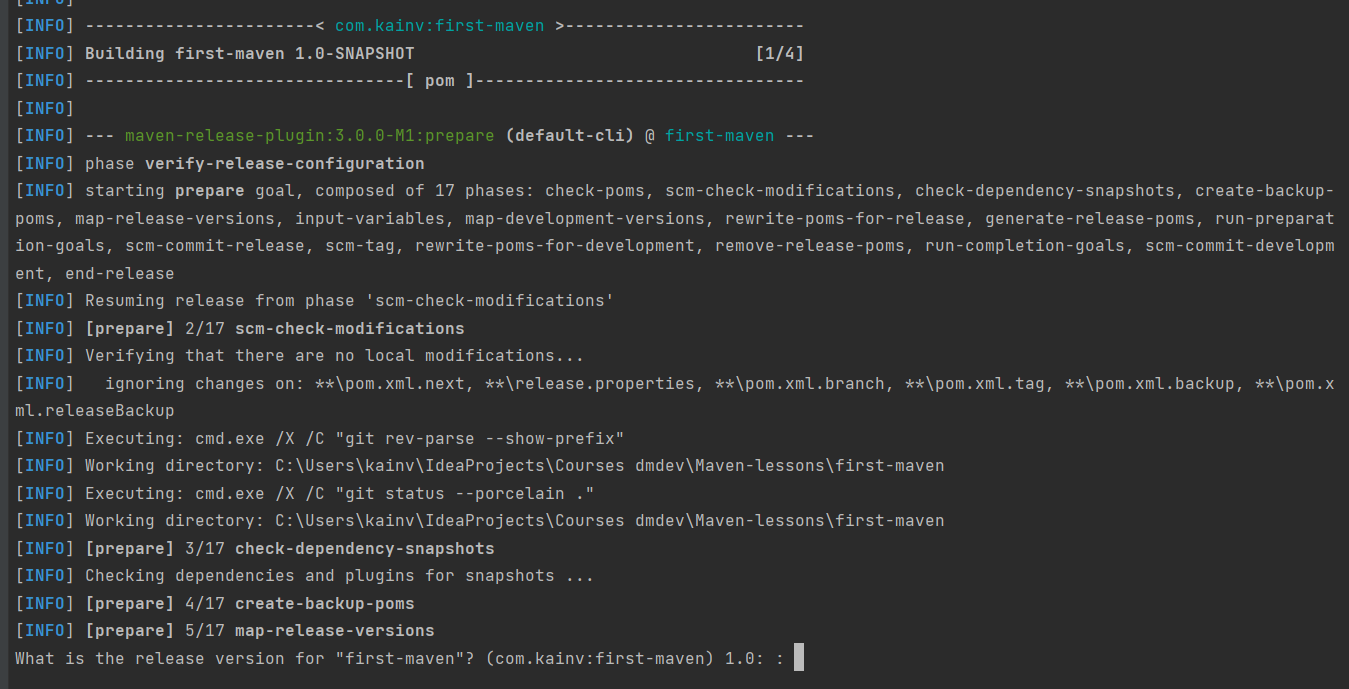 [INFO]
[INFO] -----------------------< com.kainv:first-maven >------------------------
[INFO] Building first-maven 1.0-SNAPSHOT                                  [1/4]
[INFO] --------------------------------[ pom ]---------------------------------
[INFO]
[INFO] --- maven-release-plugin:3.0.0-M1:prepare (default-cli) @ first-maven ---
[INFO] phase verify-release-configuration
[INFO] starting prepare goal, composed of 17 phases: check-poms, scm-check-modifications, check-dependency-snapshots, create-backup-
poms, map-release-versions, input-variables, map-development-versions, rewrite-poms-for-release, generate-release-poms, run-preparat
ion-goals, scm-commit-release, scm-tag, rewrite-poms-for-development, remove-release-poms, run-completion-goals, scm-commit-developm
ent, end-release
[INFO] Resuming release from phase 'scm-check-modifications'
[INFO] [prepare] 2/17 scm-check-modifications
[INFO] Verifying that there are no local modifications...
[INFO]   ignoring changes on: **\pom.xml.next, **\release.properties, **\pom.xml.branch, **\pom.xml.tag, **\pom.xml.backup, **\pom.x
ml.releaseBackup
[INFO] Executing: cmd.exe /X /C "git rev-parse --show-prefix"
[INFO] Working directory: C:\Users\kainv\IdeaProjects\Courses dmdev\Maven-lessons\first-maven
[INFO] Executing: cmd.exe /X /C "git status --porcelain ."
[INFO] Working directory: C:\Users\kainv\IdeaProjects\Courses dmdev\Maven-lessons\first-maven
[INFO] [prepare] 3/17 check-dependency-snapshots
[INFO] Checking dependencies and plugins for snapshots ...
[INFO] [prepare] 4/17 create-backup-poms
[INFO] [prepare] 5/17 map-release-versions
What is the release version for "first-maven"? (com.kainv:first-maven) 1.0: :